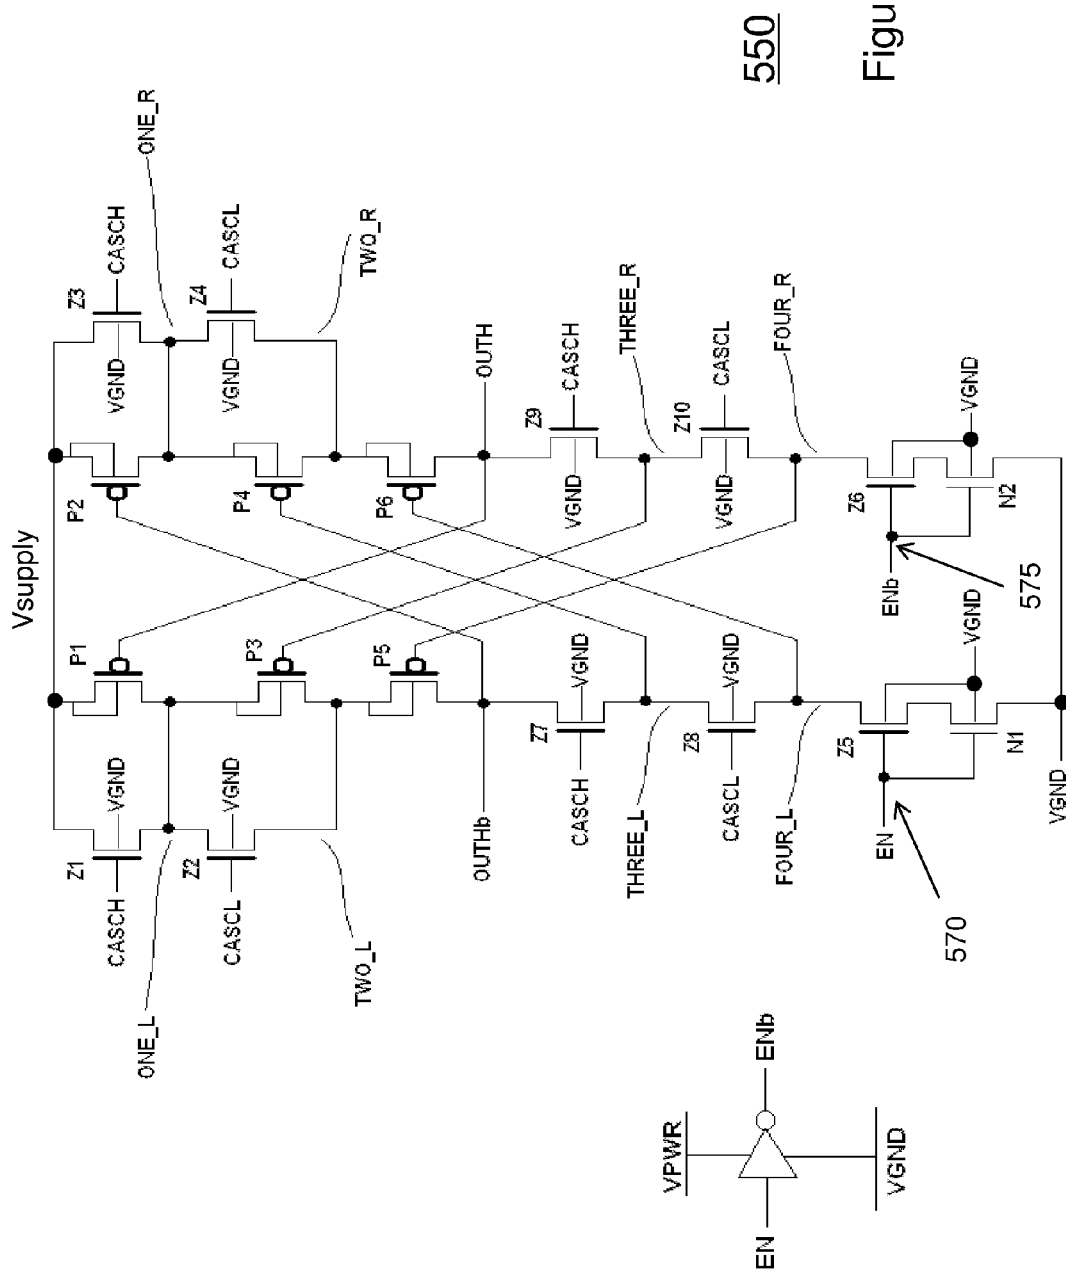 Vsupply
P1
P2
Z1
Z3
CASCH
VGND
VGND
CASCH
ONE_R
P3
P4
Z2
Z4
CASCL
VGND
VGND
CASCL
TWO_R
P5
P6
ONE_L
TWO_L
OUTHb
OUTH
Z7
Z9
CASCH
VGND
VGND
CASCH
THREE_L
THREE_R
Z8
Z10
CASCL
VGND
VGND
CASCL
FOUR_L
FOUR_R
Z5
Z6
EN
ENb
N1
N2
VGND
VGND
570
575
VGND
VPWR
EN
ENb
VGND
550
Figu